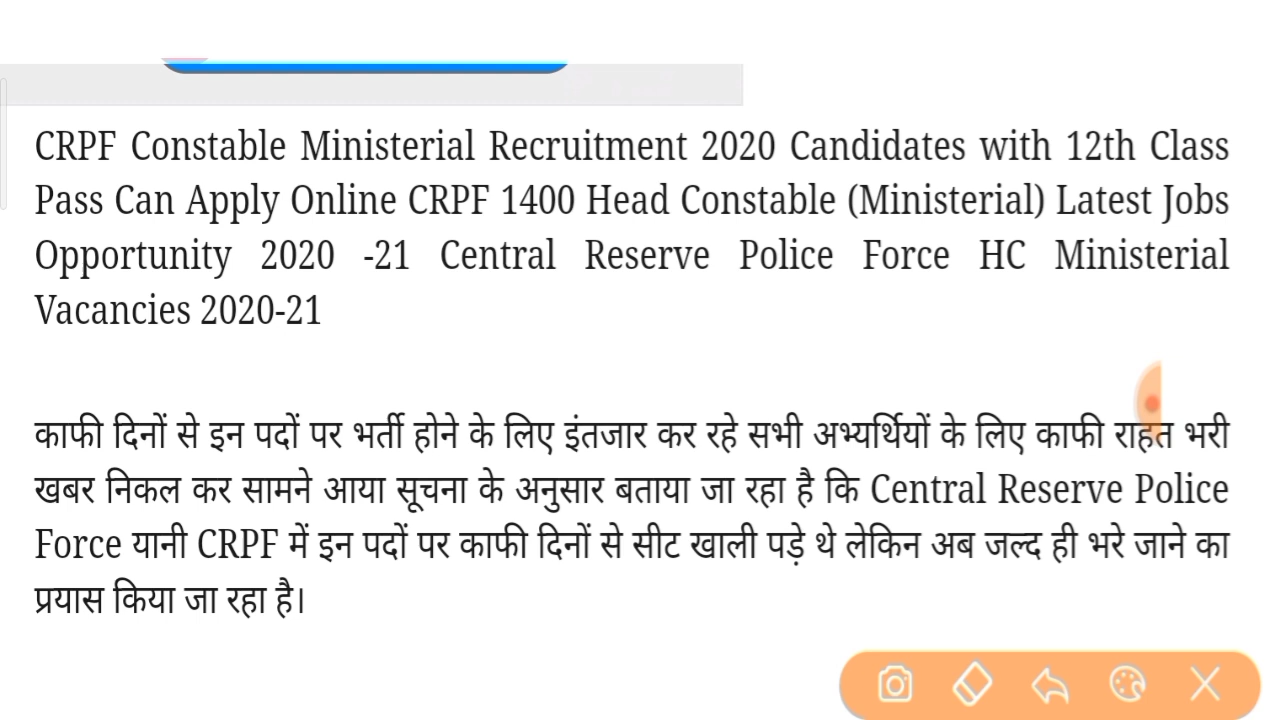 CRPF Constable Ministerial Recruitment 2020 Candidates with 12th Class
Pass Can Apply Online CRPF 1400 Head Constable (Ministerial) Latest Jobs
Opportunity 2020 -21 Central Reserve Police Force HC Ministerial
Vacancies 2020-21
काफी दिनों से इन पदों पर भर्ती होने के लिए इंतजार कर रहे सभी अभ्यर्थियों के लिए काफी राहत भरी
खबर निकल कर सामने आया सूचना के अनुसार बताया जा रहा है कि Central Reserve Police
Force यानी CRPF में इन पदों पर काफी दिनों से सीट खाली पड़े थे लेकिन अब जल्द ही भरे जाने का
प्रयास किया जा रहा है।